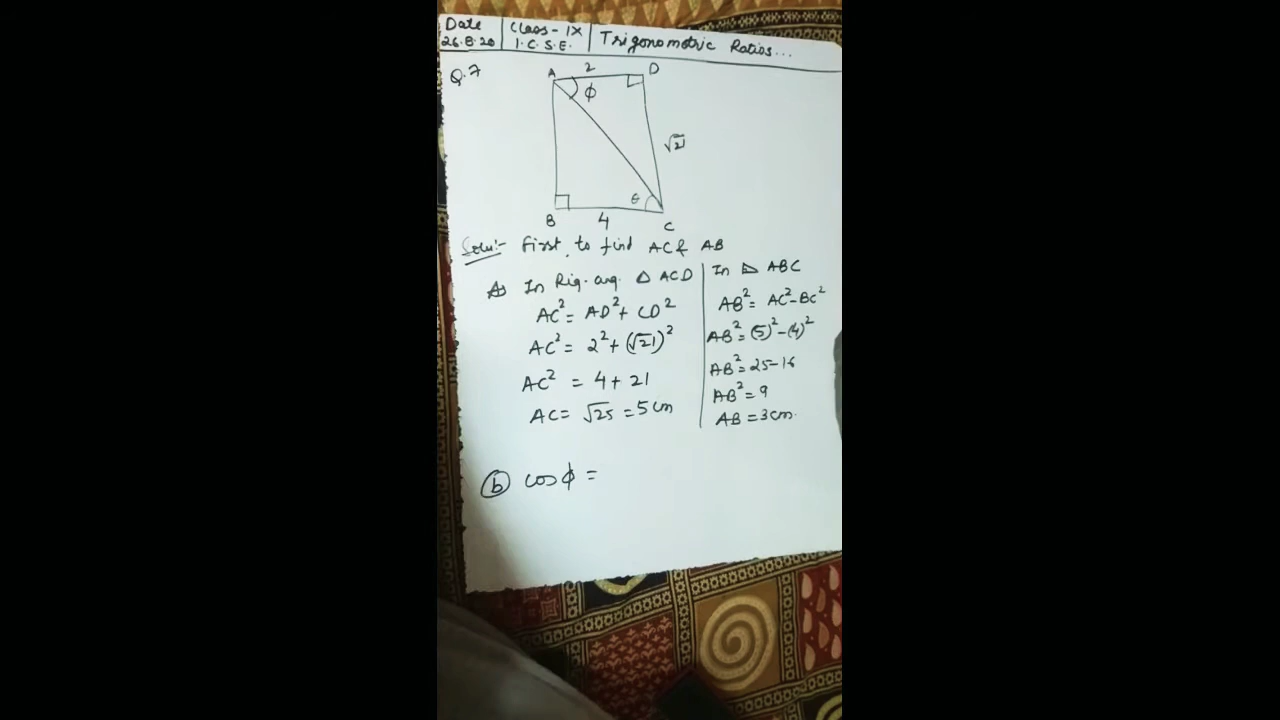 Date
26.8.20
Class - IX
I.C.S.E.
Trigonometric Ratios...
Q.7
A 2 D
ϕ
√21
θ
B 4 C
Solu:- First, to find AC & AB
In Rig. ang. △ ACD
AC² = AD² + CD²
AC² = 2² + (√21)²
AC² = 4 + 21
AC = √25 = 5 cm
In ⊿ ABC
AB² = AC² - BC²
AB² = (5)² - (4)²
AB² = 25 - 16
AB² = 9
AB = 3 cm.
(b) cos ϕ =